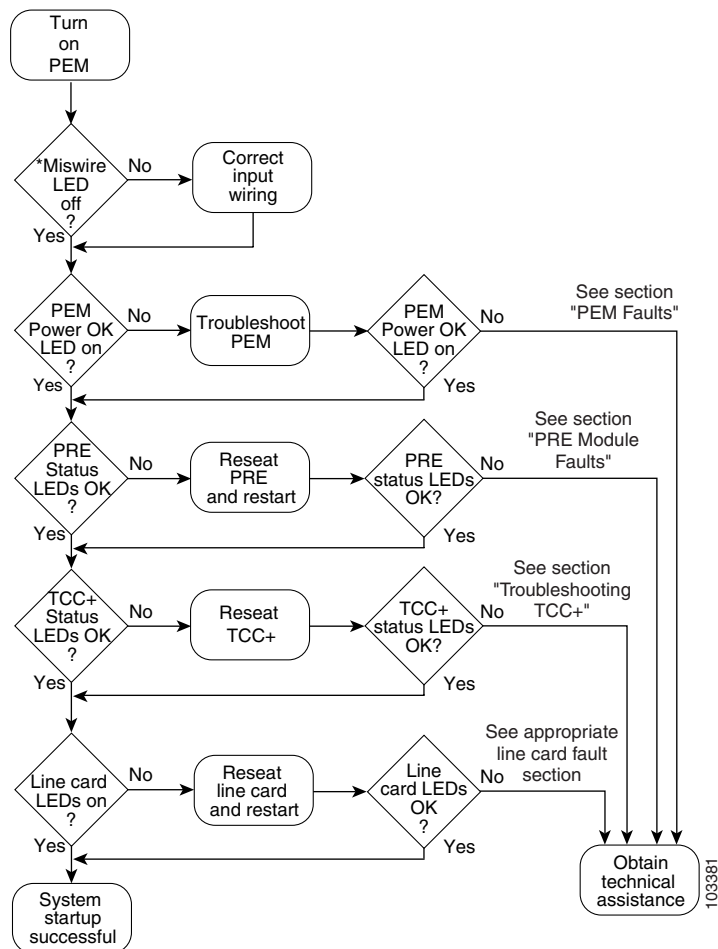 Turn
on
PEM
*Miswire
LED
off
?
No
Yes
Correct
input
wiring
PEM
Power OK
LED on
?
No
Yes
Troubleshoot
PEM
PEM
Power OK
LED on
?
No
Yes
See section
"PEM Faults"
PRE
Status
LEDs OK
?
No
Yes
Reseat
PRE
and restart
PRE
status LEDs
OK?
No
Yes
See section
"PRE Module
Faults"
TCC+
Status
LEDs OK
?
No
Yes
Reseat
TCC+
TCC+
status LEDs
OK?
No
Yes
See section
"Troubleshooting
TCC+"
Line card
LEDs on
?
No
Yes
Reseat
line card
and restart
Line
card LEDs
OK
?
No
Yes
See appropriate
line card fault
section
System
startup
successful
Obtain
technical
assistance
103381